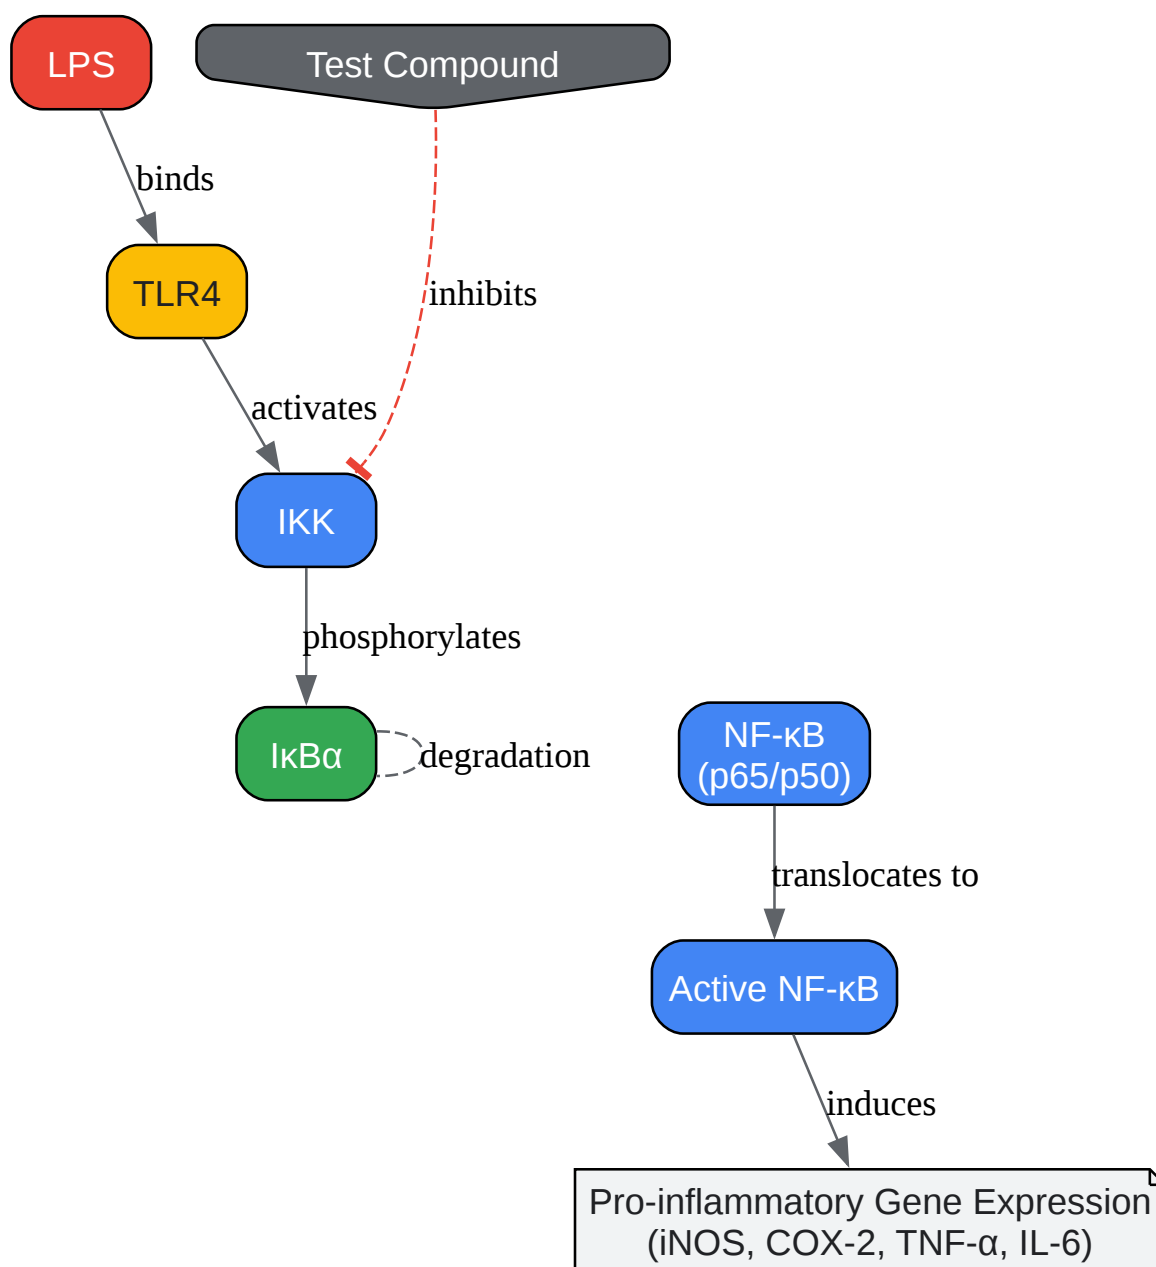 LPS
Test Compound
binds
TLR4
inhibits
activates
IKK
phosphorylates
IκBα
degradation
NF-κB
(p65/p50)
translocates to
Active NF-κB
induces
Pro-inflammatory Gene Expression
(iNOS, COX-2, TNF-α, IL-6)